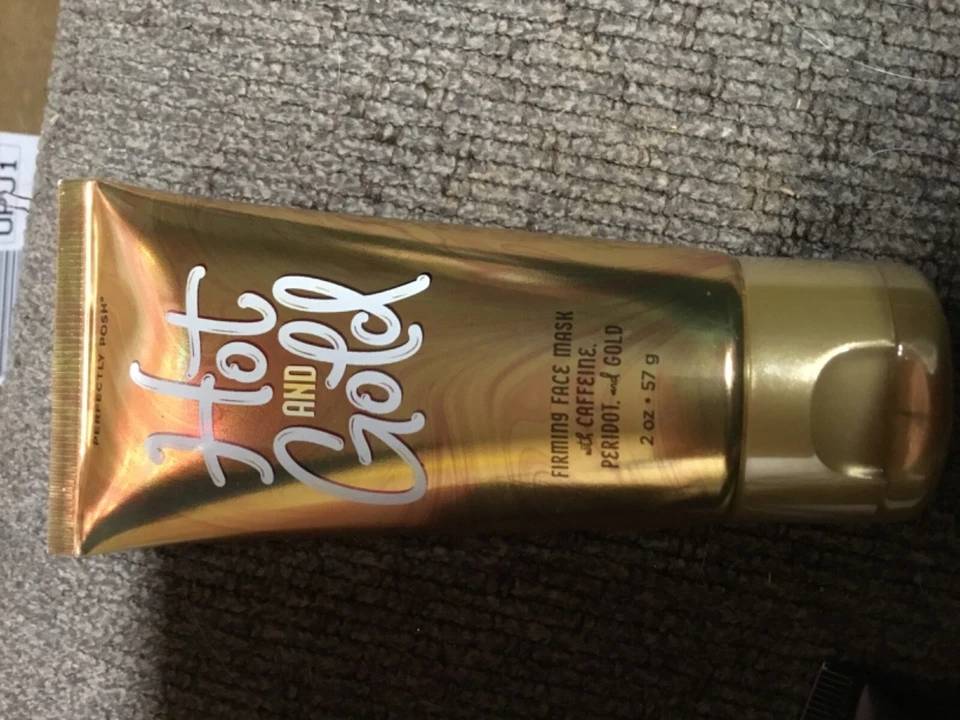 PERFECTLY POSH®
Hot
AND
Gold
FIRMING FACE MASK
with CAFFEINE,
PERIDOT, and GOLD
2 oz • 57 g